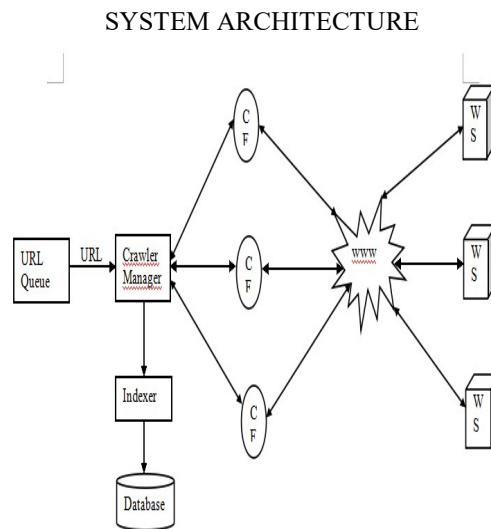 SYSTEM ARCHITECTURE
C
F
W
S
URL
Queue
URL
Crawler
Manager
C
F
www
W
S
Indexer
C
F
W
S
Database